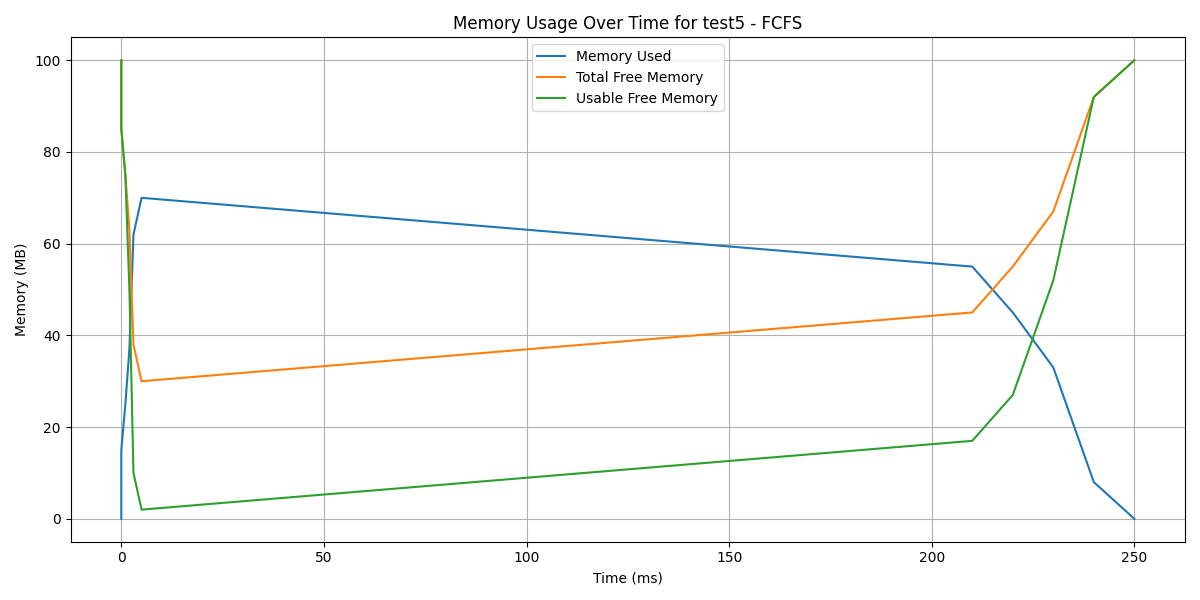 Memory Usage Over Time for test5 - FCFS
Memory Used
Total Free Memory
Usable Free Memory
Memory (MB)
100
80
60
40
20
0
0
50
100
150
200
250
Time (ms)